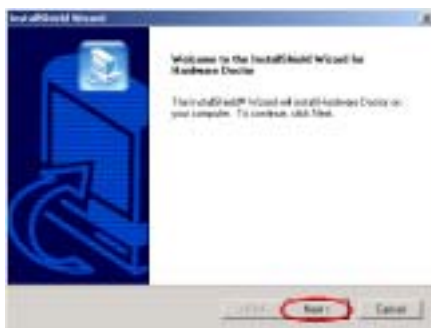 InstallShield Wizard
Welcome to the InstallShield Wizard for
Hardware Doctor
The InstallShield® Wizard will install Hardware Doctor on
your computer. To continue, click Next.
Next >
Cancel